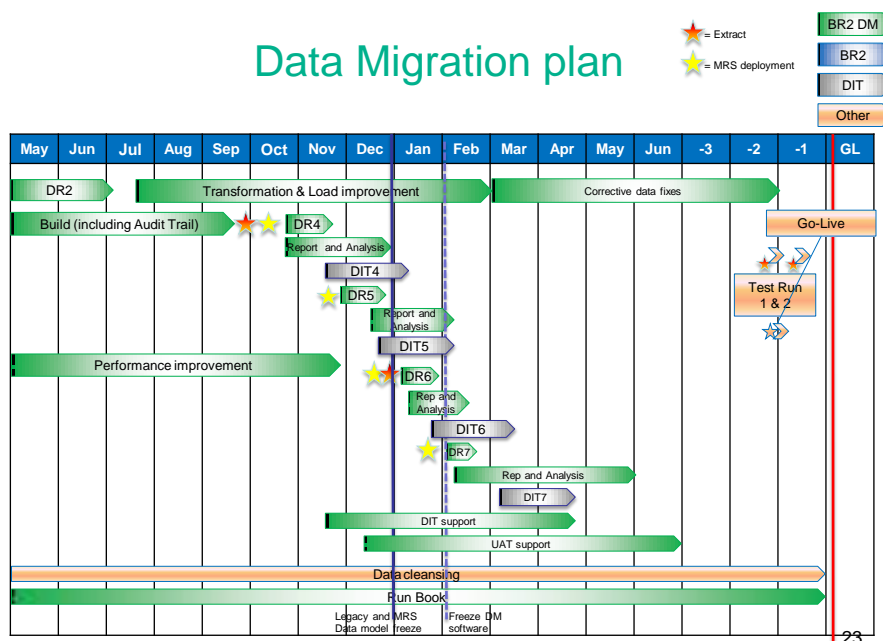 BR2 DM
= Extract
Data Migration plan
BR2
= MRS deployment
DIT
Other
May Jun Jul Aug Sep Oct Nov Dec Jan Feb Mar Apr May Jun -3 -2 -1 GL
DR2
Transformation & Load improvement
Corrective data fixes
Build (including Audit Trail)
DR4
Go-Live
Report and Analysis
DIT4
DR5
Test Run
1 & 2
Report and
Analysis
DIT5
Performance improvement
DR6
Rep and
Analysis
DIT6
DR7
Rep and Analysis
DIT7
DIT support
UAT support
Data cleansing
Run Book
Legacy and MRS
Data model freeze
Freeze DM
software
23